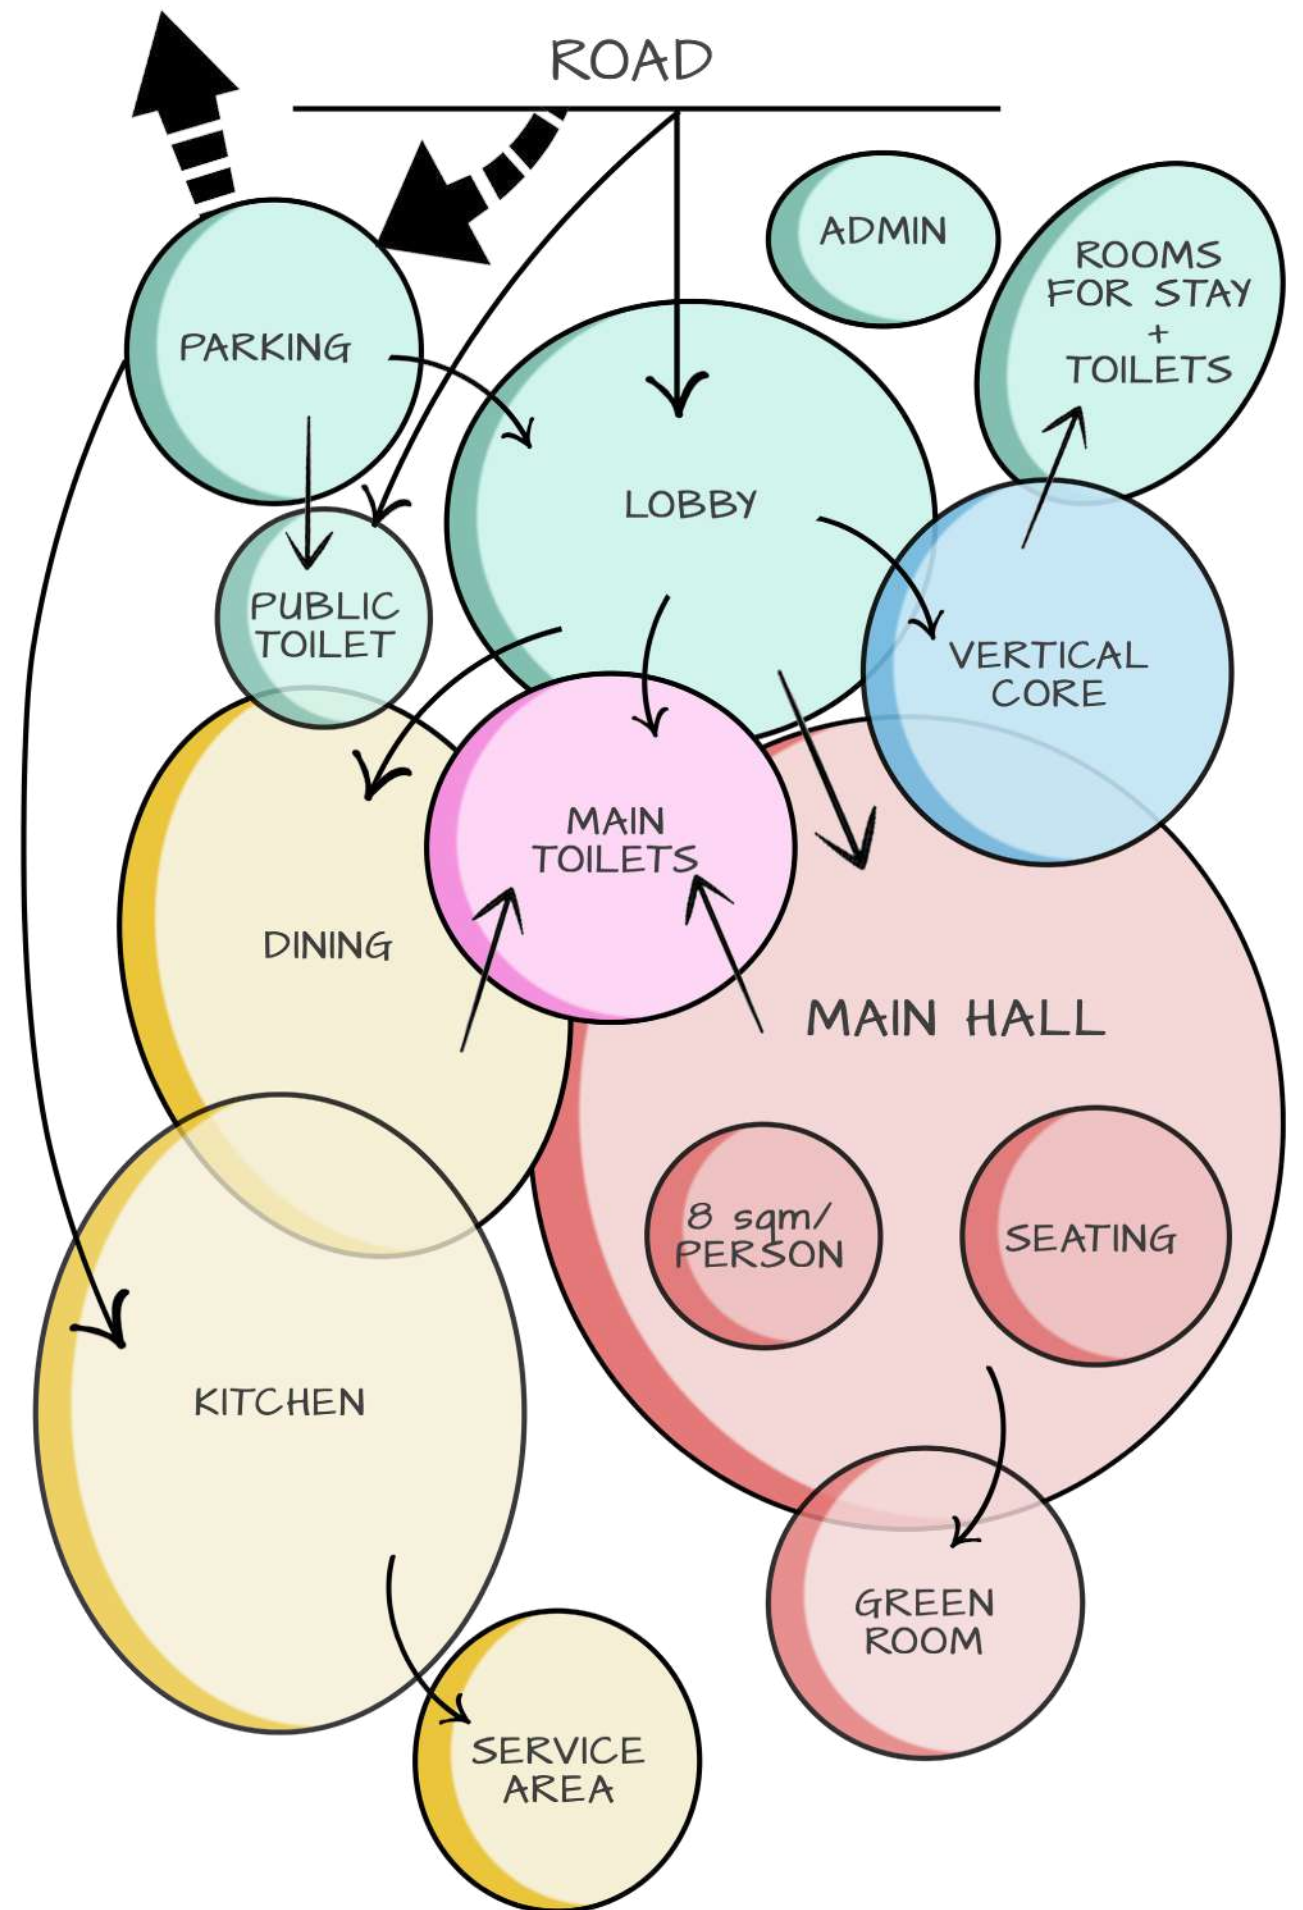 ROAD
ADMIN
ROOMS
FOR STAY
+
TOILETS
PARKING
LOBBY
PUBLIC
TOILET
VERTICAL
CORE
MAIN
TOILETS
DINING
MAIN HALL
8 sqm/
PERSON
SEATING
KITCHEN
GREEN
ROOM
SERVICE
AREA